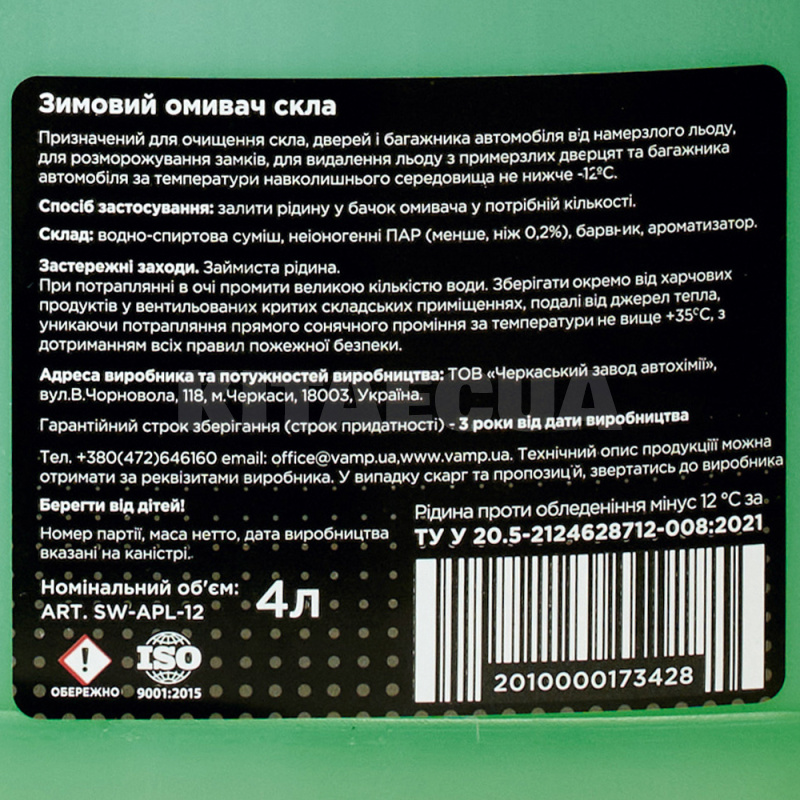 Зимовий омивач скла
Призначений для очищення скла, дверей і багажника автомобіля від намерзлого льоду,
для розморожування замків, для видалення льоду з примерзлих дверцят та багажника
автомобіля за температури навколишнього середовища не нижче -12ºС.
Спосіб застосування: залити рідину у бачок омивача у потрібній кількості.
Склад: водно-спиртова суміш, неіоногенні ПАР (менше, ніж 0,2%), барвник, ароматизатор.
Застережні заходи. Займиста рідина.
При потраплянні в очі промити великою кількістю води. Зберігати окремо від харчових
продуктів у вентильованих критих складських приміщеннях, подалі від джерел тепла,
уникаючи потрапляння прямого сонячного проміння за температури не вище +35°С, з
дотриманням всіх правил пожежної безпеки.
Адреса виробника та потужностей виробництва: ТОВ «Черкаський завод автохімії»,
вул.В.Чорновола, 118, м.Черкаси, 18003, Україна.
KITAECUA
Гарантійний строк зберігання (строк придатності) - 3 роки від дати виробництва
Тел. +380(472)646160 email: office@vamp.ua,www.vamp.ua. Технічний опис продукціїї можна
отримати за реквізитами виробника. У випадку скарг та пропозицій, звертатись до виробника
Берегти від дітей!
Номер партії, маса нетто, дата виробництва
вказані на каністрі.
Рідина проти обледеніння мінус 12 °С за
ТУ У 20.5-2124628712-008:2021
Номінальний об'єм:
ART. SW-APL-12
4л
ISO
ОБЕРЕЖНО
9001:2015
2010000173428